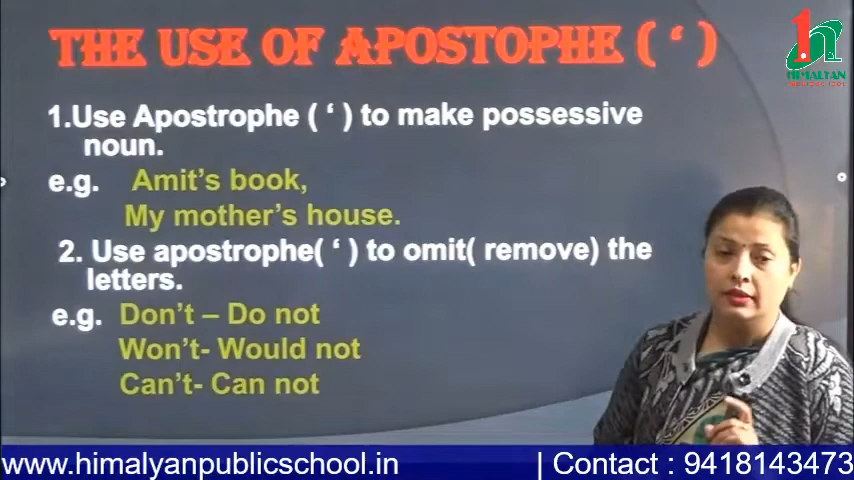 THE USE OF APOSTOPHE ( ‘ )
1.Use Apostrophe ( ‘ ) to make possessive
noun.
e.g. Amit’s book,
My mother’s house.
2. Use apostrophe( ‘ ) to omit( remove) the
letters.
e.g. Don’t – Do not
Won’t- Would not
Can’t- Can not
HIMALYAN
PUBLIC SCHOOL
www.himalyanpublicschool.in | Contact : 9418143473